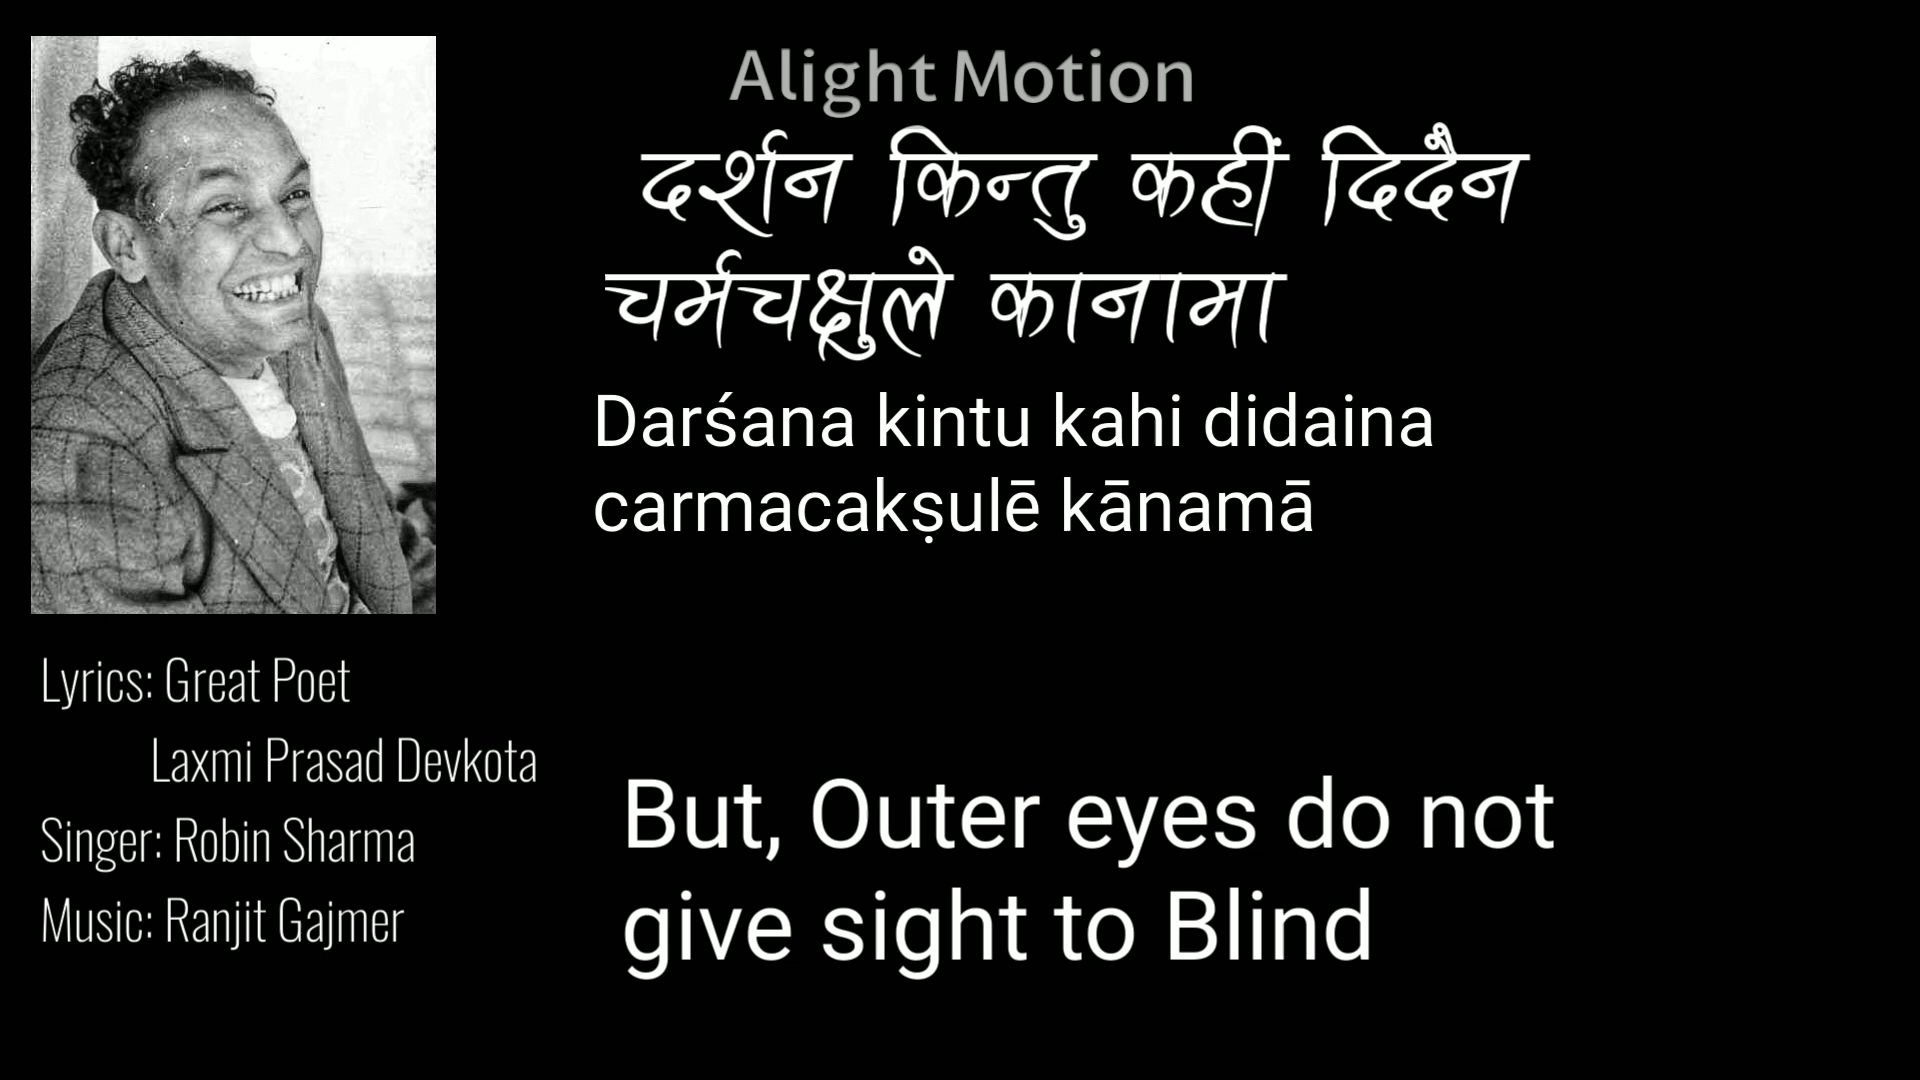 Alight Motion
दर्शन किन्तु कहीं दिदैन
चर्मचक्षुले कानामा
Darśana kintu kahi didaina
carmacakṣulē kānamā
Lyrics: Great Poet
Laxmi Prasad Devkota
Singer: Robin Sharma
Music: Ranjit Gajmer
But, Outer eyes do not
give sight to Blind